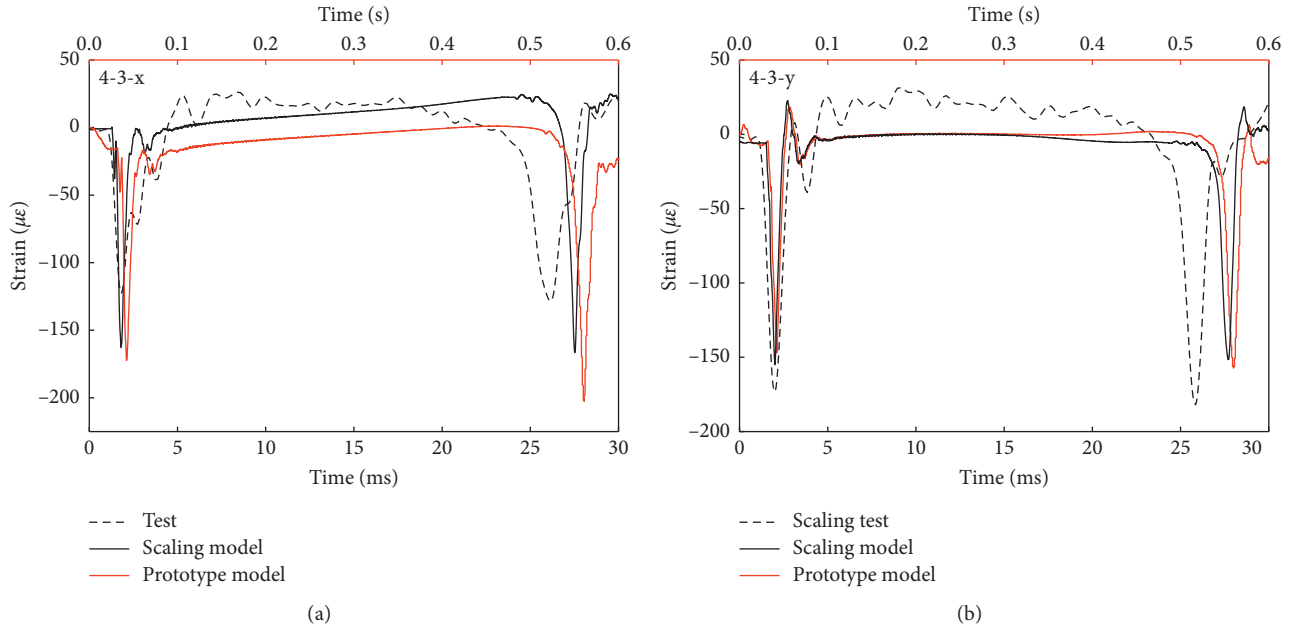 Time (s)
0.0 0.1 0.2 0.3 0.4 0.5 0.6
50
0
–50
–100
–150
–200
Strain (με)
4-3-x
0 5 10 15 20 25 30
Time (ms)
Test
Scaling model
Prototype model
(a)
Time (s)
0.0 0.1 0.2 0.3 0.4 0.5 0.6
50
0
–50
–100
–150
–200
Strain (με)
4-3-y
0 5 10 15 20 25 30
Time (ms)
Scaling test
Scaling model
Prototype model
(b)